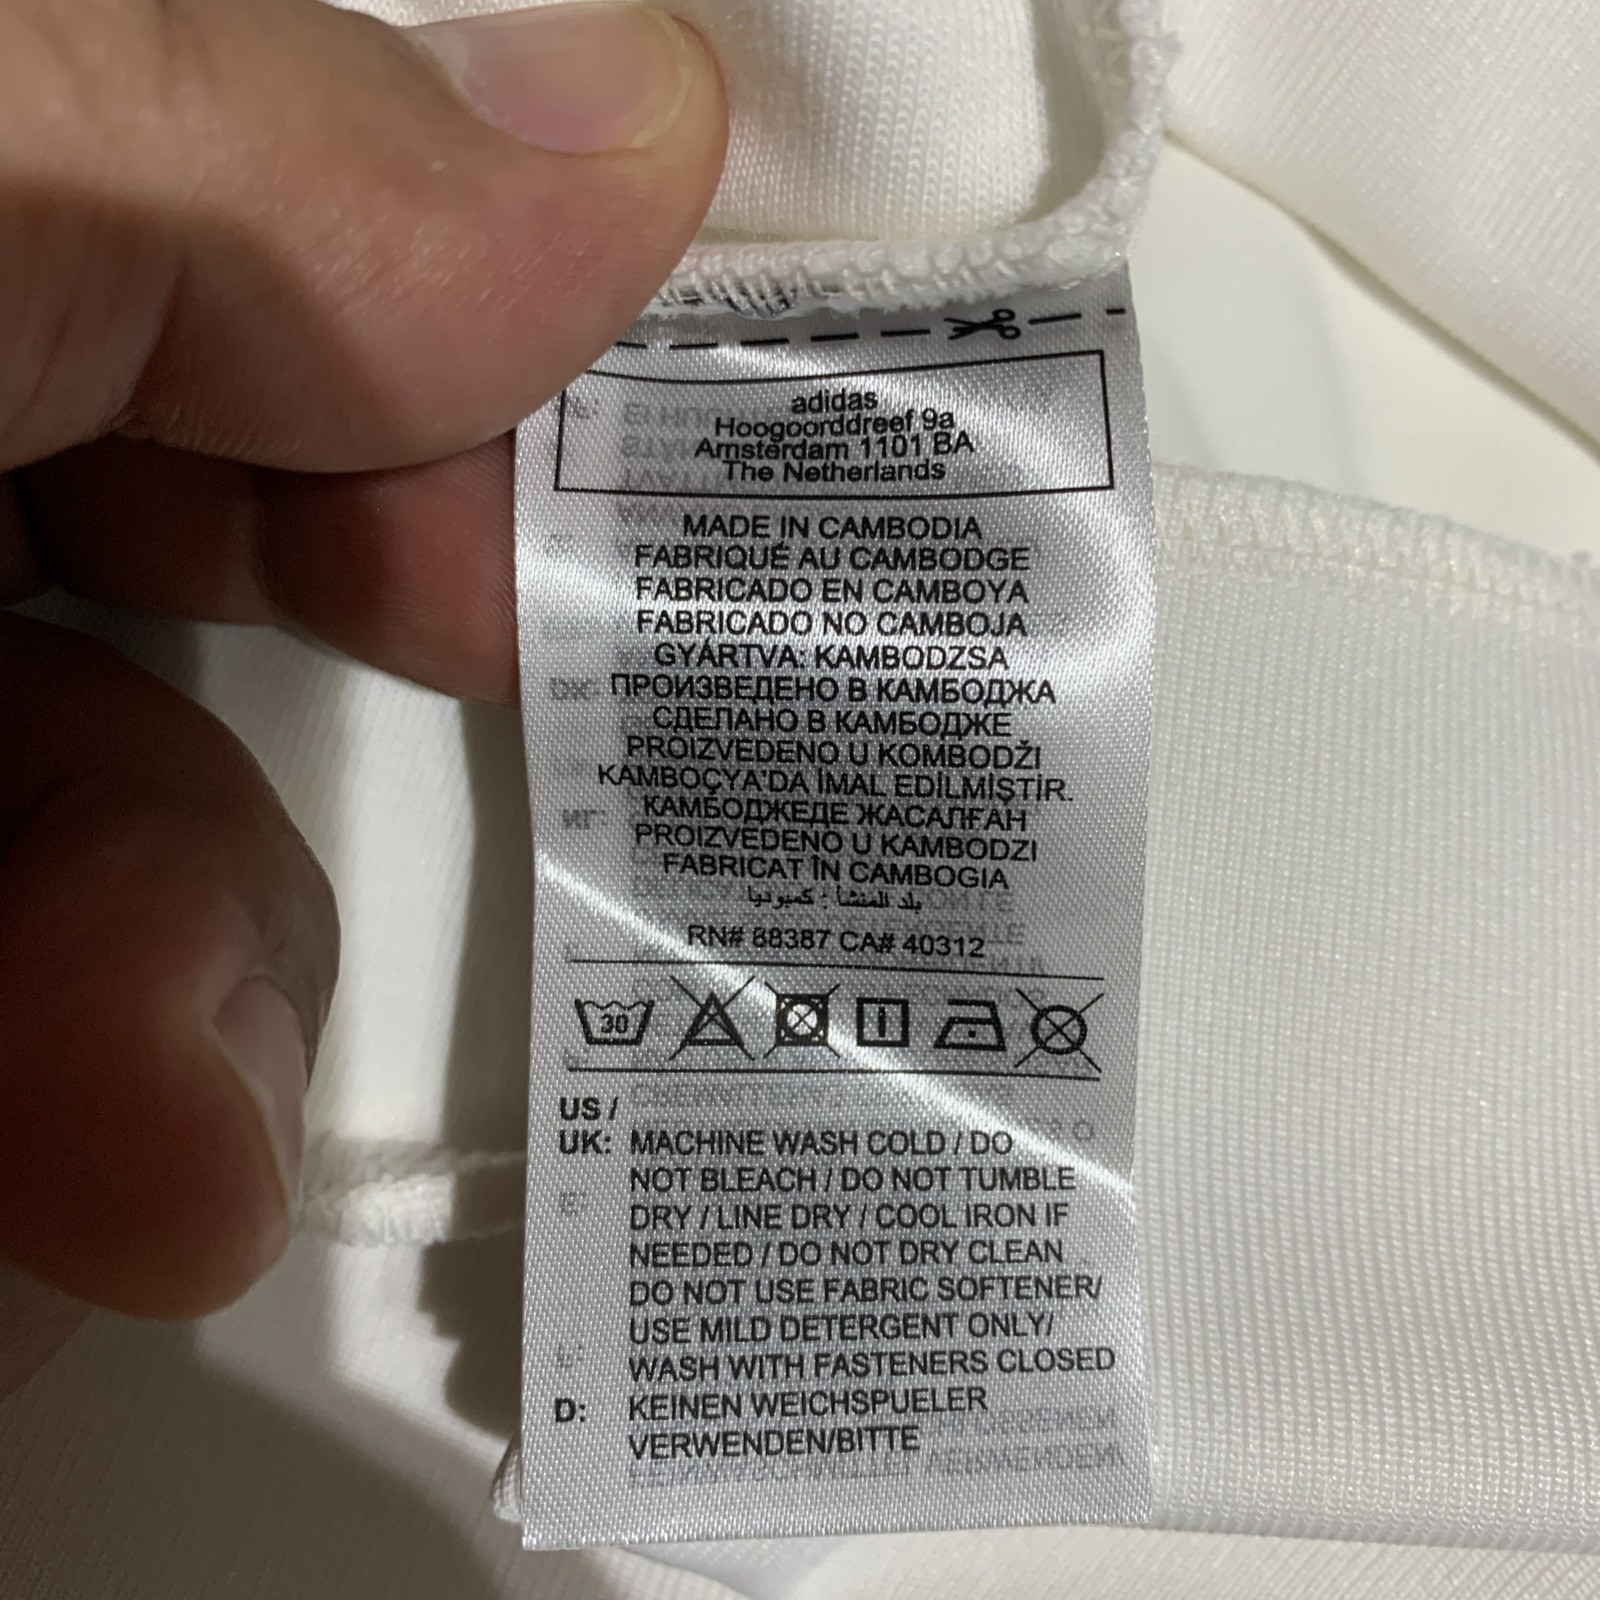 adidas
Hoogoorddreef 9a
Amsterdam 1101 BA
The Netherlands
MADE IN CAMBODIA
FABRIQUÉ AU CAMBODGE
FABRICADO EN CAMBOYA
FABRICADO NO CAMBOJA
GYÁRTVA: KAMBODZSA
ПРОИЗВЕДЕНО В КАМБОДЖА
СДЕЛАНО В КАМБОДЖЕ
PROIZVEDENO U KOMBODŽI
KAMBOÇYA'DA İMAL EDİLMİŞTİR.
КАМБОДЖЕДЕ ЖАСАЛҒАН
PROIZVEDENO U KAMBODZI
FABRICAT ÎN CAMBOGIA
بلد المنشأ : كمبوديا
RN# 88387 CA# 40312
30
US /
UK: MACHINE WASH COLD / DO
NOT BLEACH / DO NOT TUMBLE
DRY / LINE DRY / COOL IRON IF
NEEDED / DO NOT DRY CLEAN
DO NOT USE FABRIC SOFTENER/
USE MILD DETERGENT ONLY/
WASH WITH FASTENERS CLOSED
D: KEINEN WEICHSPUELER
VERWENDEN/BITTE